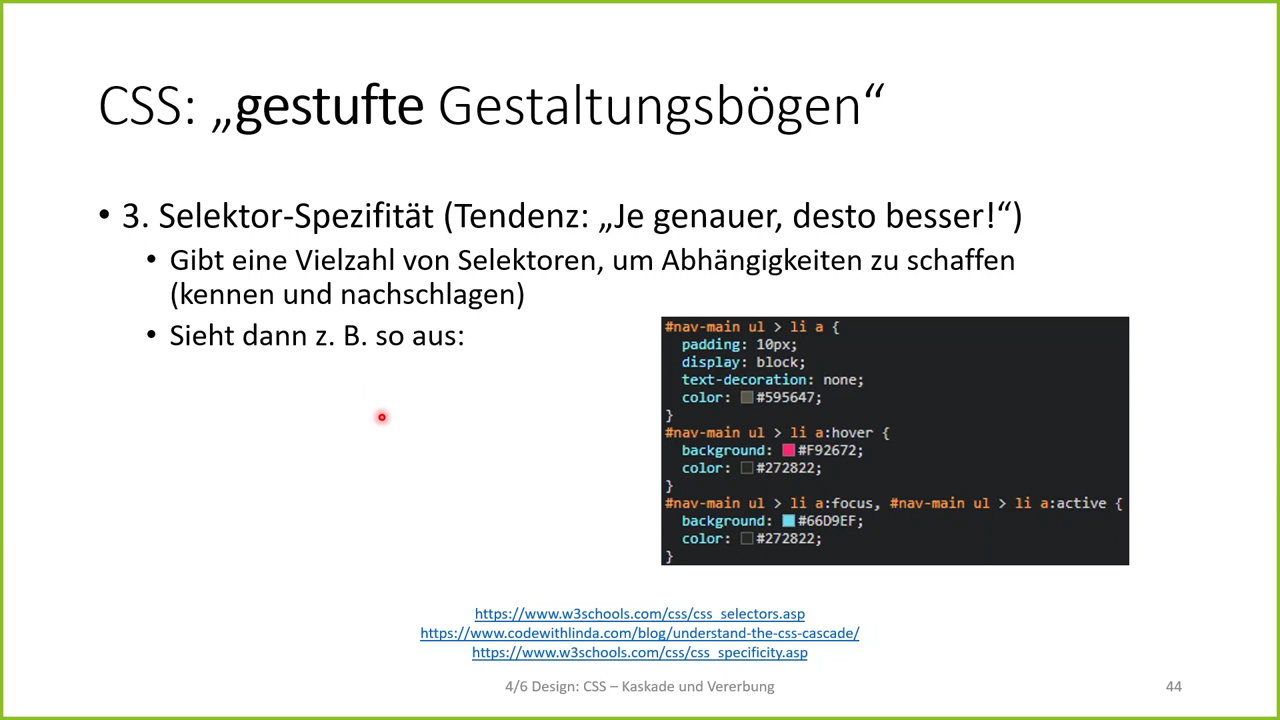 CSS: „gestufte Gestaltungsbögen“
• 3. Selektor-Spezifität (Tendenz: „Je genauer, desto besser!“)
• Gibt eine Vielzahl von Selektoren, um Abhängigkeiten zu schaffen
(kennen und nachschlagen)
• Sieht dann z. B. so aus:
#nav-main ul > li a {
padding: 10px;
display: block;
text-decoration: none;
color: #595647;
}
#nav-main ul > li a:hover {
background: #F92672;
color: #272822;
}
#nav-main ul > li a:focus, #nav-main ul > li a:active {
background: #66D9EF;
color: #272822;
}
https://www.w3schools.com/css/css_selectors.asp
https://www.codewithlinda.com/blog/understand-the-css-cascade/
https://www.w3schools.com/css/css_specificity.asp
4/6 Design: CSS – Kaskade und Vererbung
44